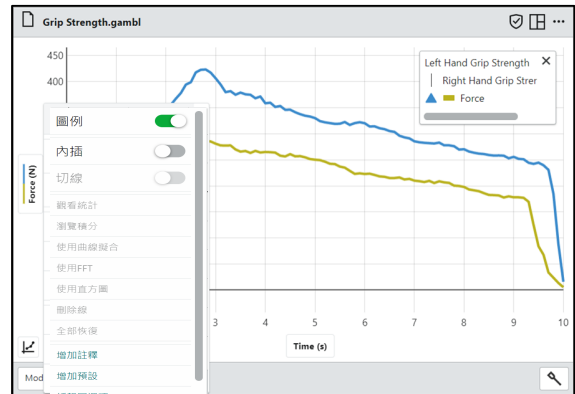 Grip Strength.gambl
450
400
Left Hand Grip Strength
Right Hand Grip Strer
Force
Force (N)
圖例
內插
切線
觀看統計
瀏覽積分
使用曲線擬合
使用FFT
使用直方圖
刪除線
全部恢復
增加註釋
增加預設
3 4 5 6 7 8 9 10
Time (s)
Mod